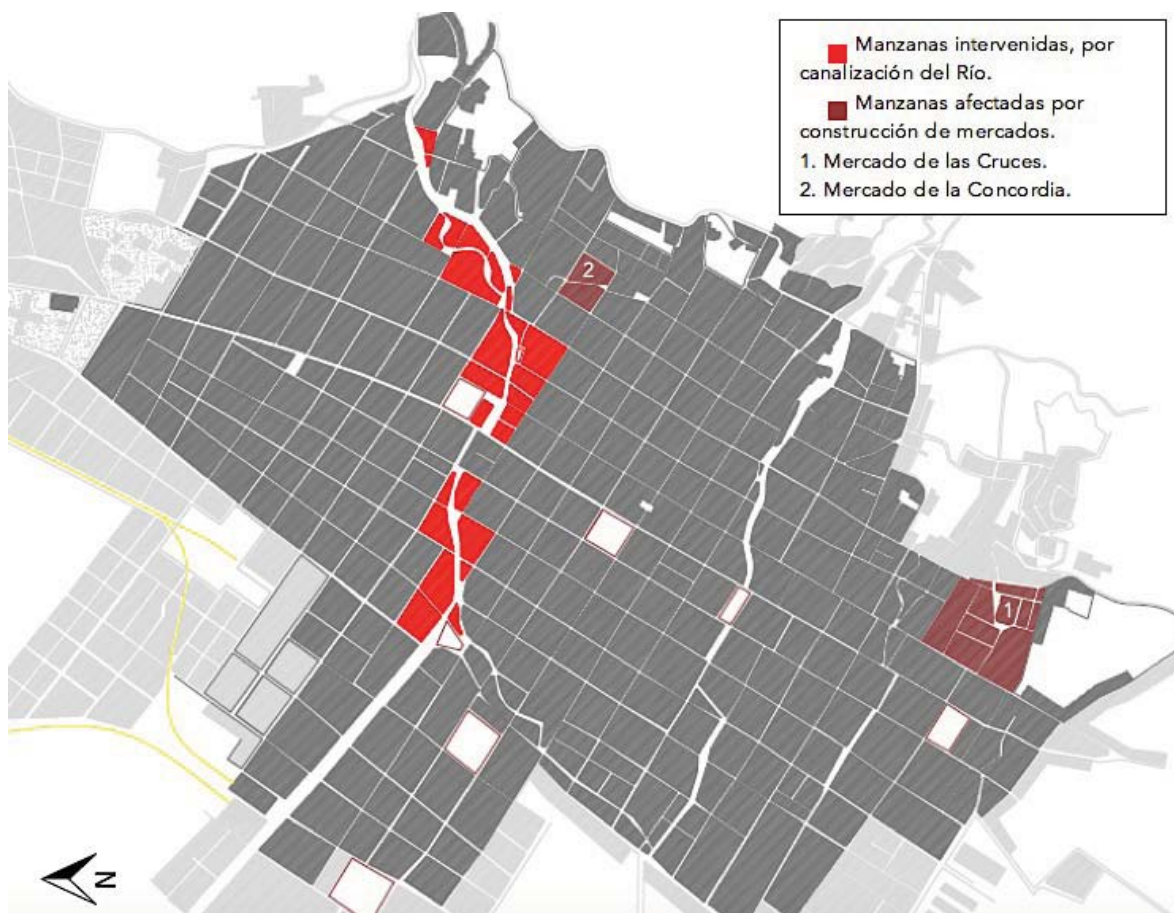 Manzanas intervenidas, por
canalización del Río.
Manzanas afectadas por
construcción de mercados.
1. Mercado de las Cruces.
2. Mercado de la Concordia.
2
1
N